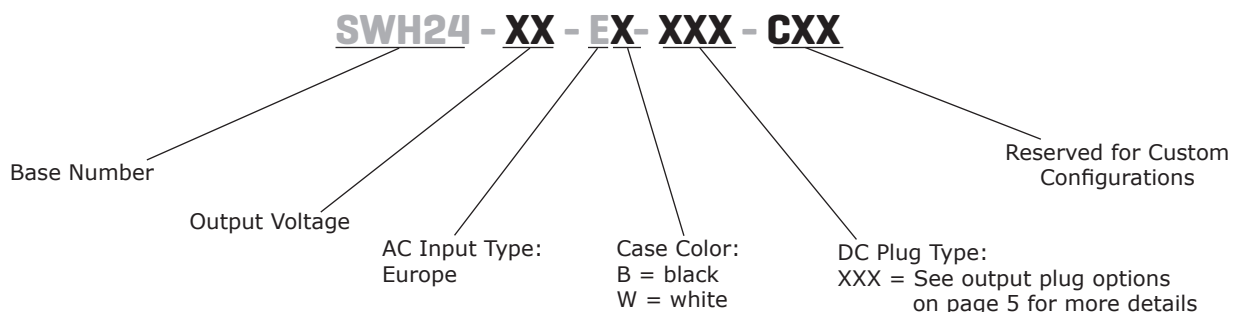 SWH24 - XX - EX- XXX - CXX
Base Number
Output Voltage
AC Input Type:
Europe
Case Color:
B = black
W = white
DC Plug Type:
XXX = See output plug options
on page 5 for more details
Reserved for Custom
Configurations